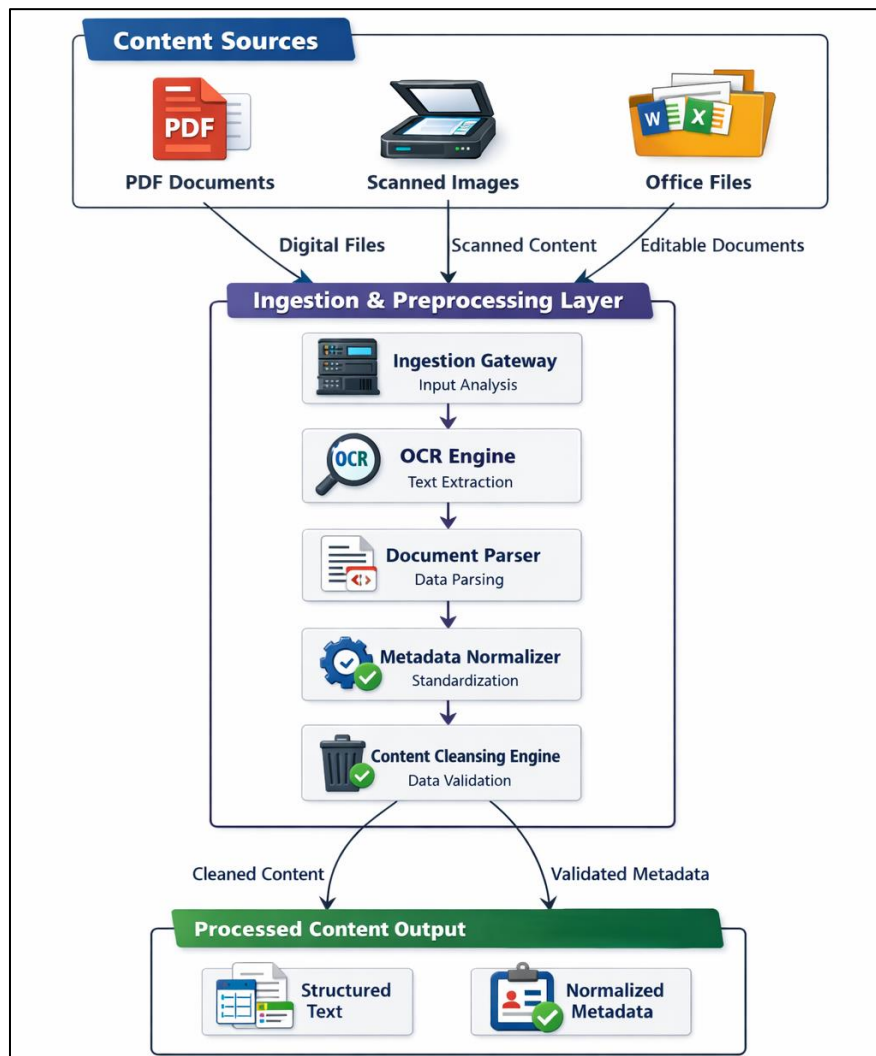 Content Sources
PDF
W
X
PDF Documents
Scanned Images
Office Files
Digital Files
Scanned Content
Editable Documents
Ingestion & Preprocessing Layer
Ingestion Gateway
Input Analysis
OCR
OCR Engine
Text Extraction
Document Parser
Data Parsing
Metadata Normalizer
Standardization
Content Cleansing Engine
Data Validation
Cleaned Content
Validated Metadata
Processed Content Output
Structured
Text
Normalized
Metadata